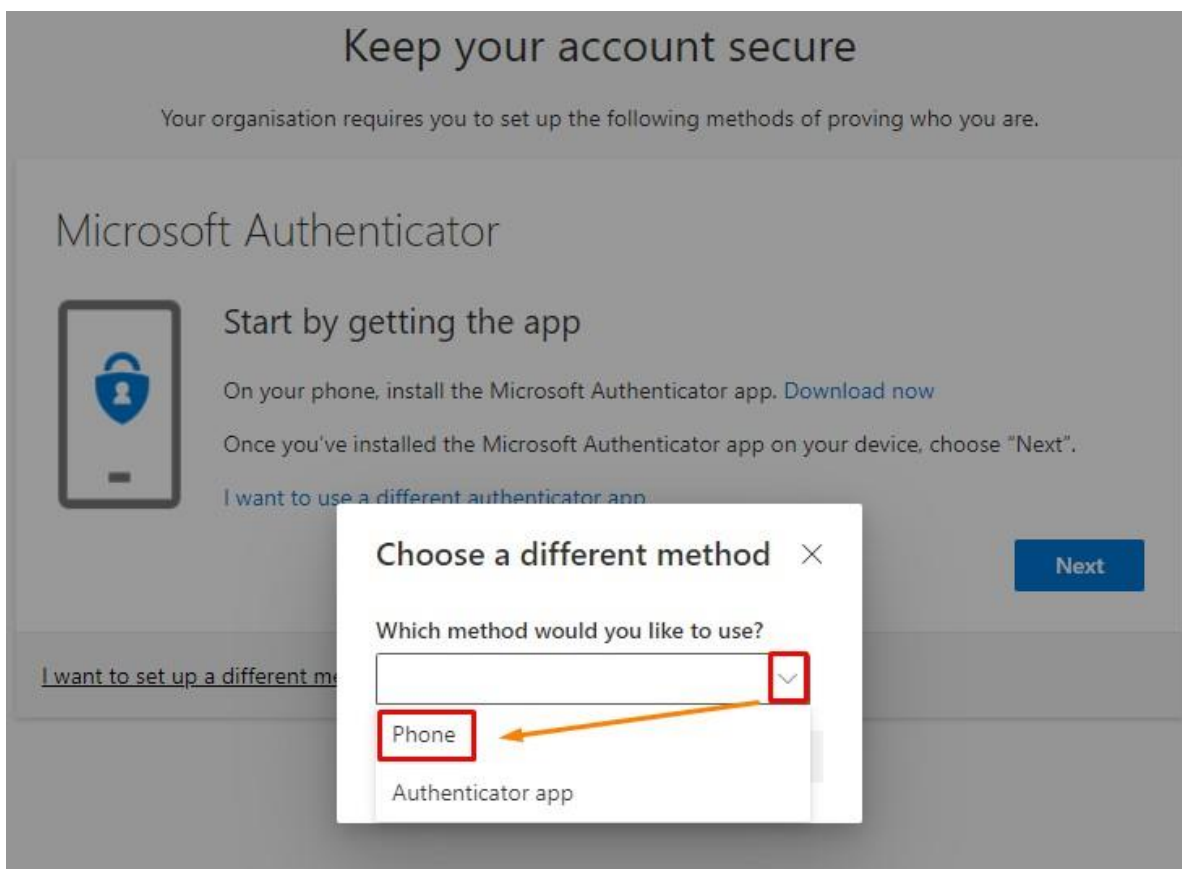 Keep your account secure
Your organisation requires you to set up the following methods of proving who you are.
Microsoft Authenticator
Start by getting the app
On your phone, install the Microsoft Authenticator app. Download now
Once you've installed the Microsoft Authenticator app on your device, choose "Next".
I want to use a different authenticator app
Next
I want to set up a different
Choose a different method
Which method would you like to use?
Phone
Authenticator app